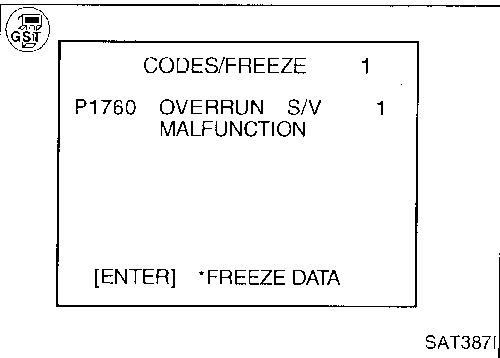 GST
CODES/FREEZE 1
P1760 OVERRUN S/V 1
MALFUNCTION
[ENTER] *FREEZE DATA
SAT387I